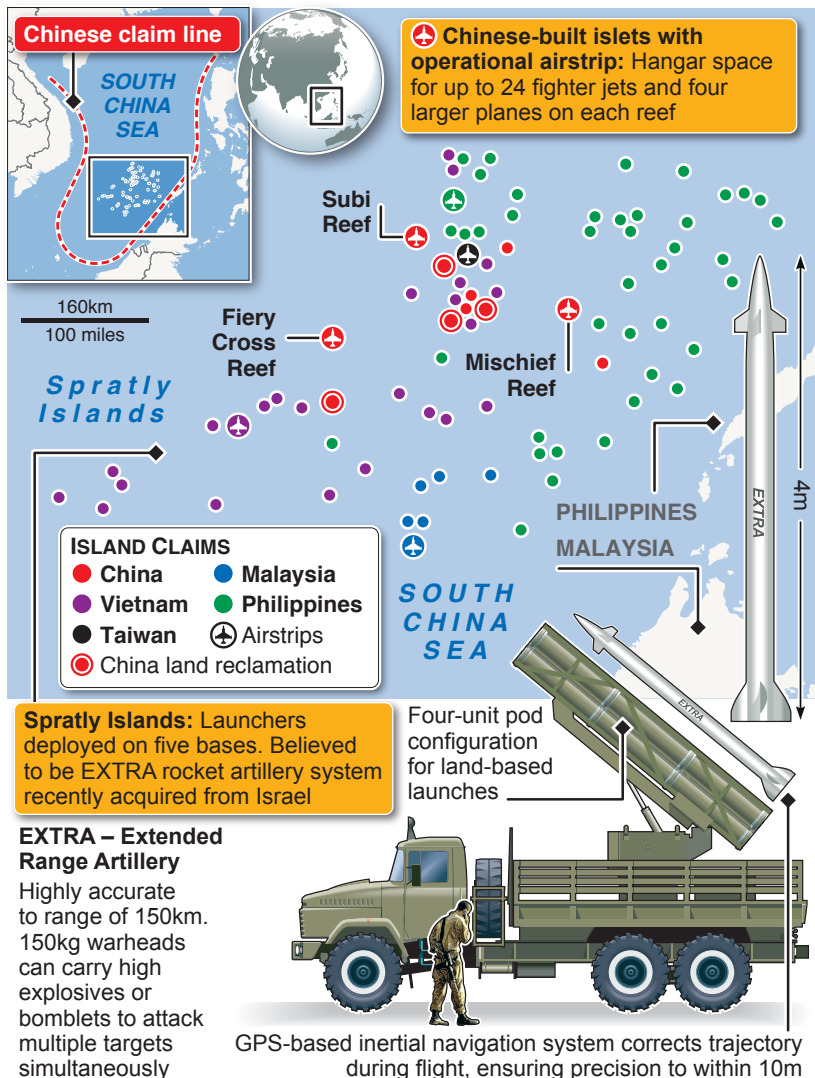 Chinese claim line
SOUTH
CHINA
SEA
Chinese-built islets with
operational airstrip: Hangar space
for up to 24 fighter jets and four
larger planes on each reef
Subi
Reef
160km
100 miles
Fiery
Cross
Reef
Mischief
Reef
Spratly
Islands
4m
EXTRA
PHILIPPINES
MALAYSIA
ISLAND CLAIMS
China
Malaysia
Vietnam
Philippines
Taiwan
Airstrips
China land reclamation
SOUTH
CHINA
SEA
Spratly Islands: Launchers
deployed on five bases. Believed
to be EXTRA rocket artillery system
recently acquired from Israel
Four-unit pod
configuration
for land-based
launches
EXTRA
EXTRA – Extended
Range Artillery
Highly accurate
to range of 150km.
150kg warheads
can carry high
explosives or
bomblets to attack
multiple targets
simultaneously
GPS-based inertial navigation system corrects trajectory
during flight, ensuring precision to within 10m